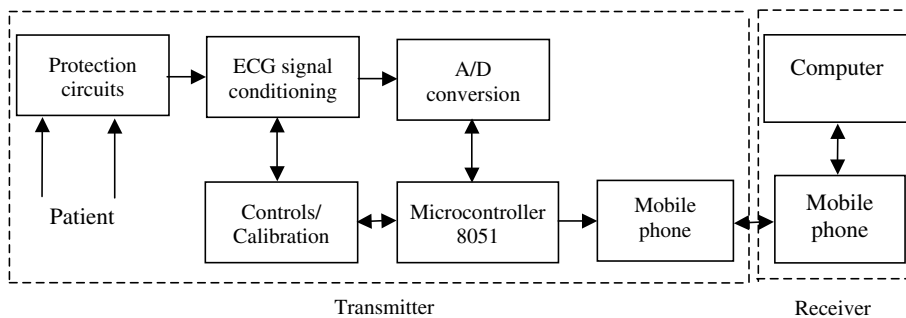 Protection
circuits
ECG signal
conditioning
A/D
conversion
Computer
Patient
Controls/
Calibration
Microcontroller
8051
Mobile
phone
Mobile
phone
Transmitter
Receiver